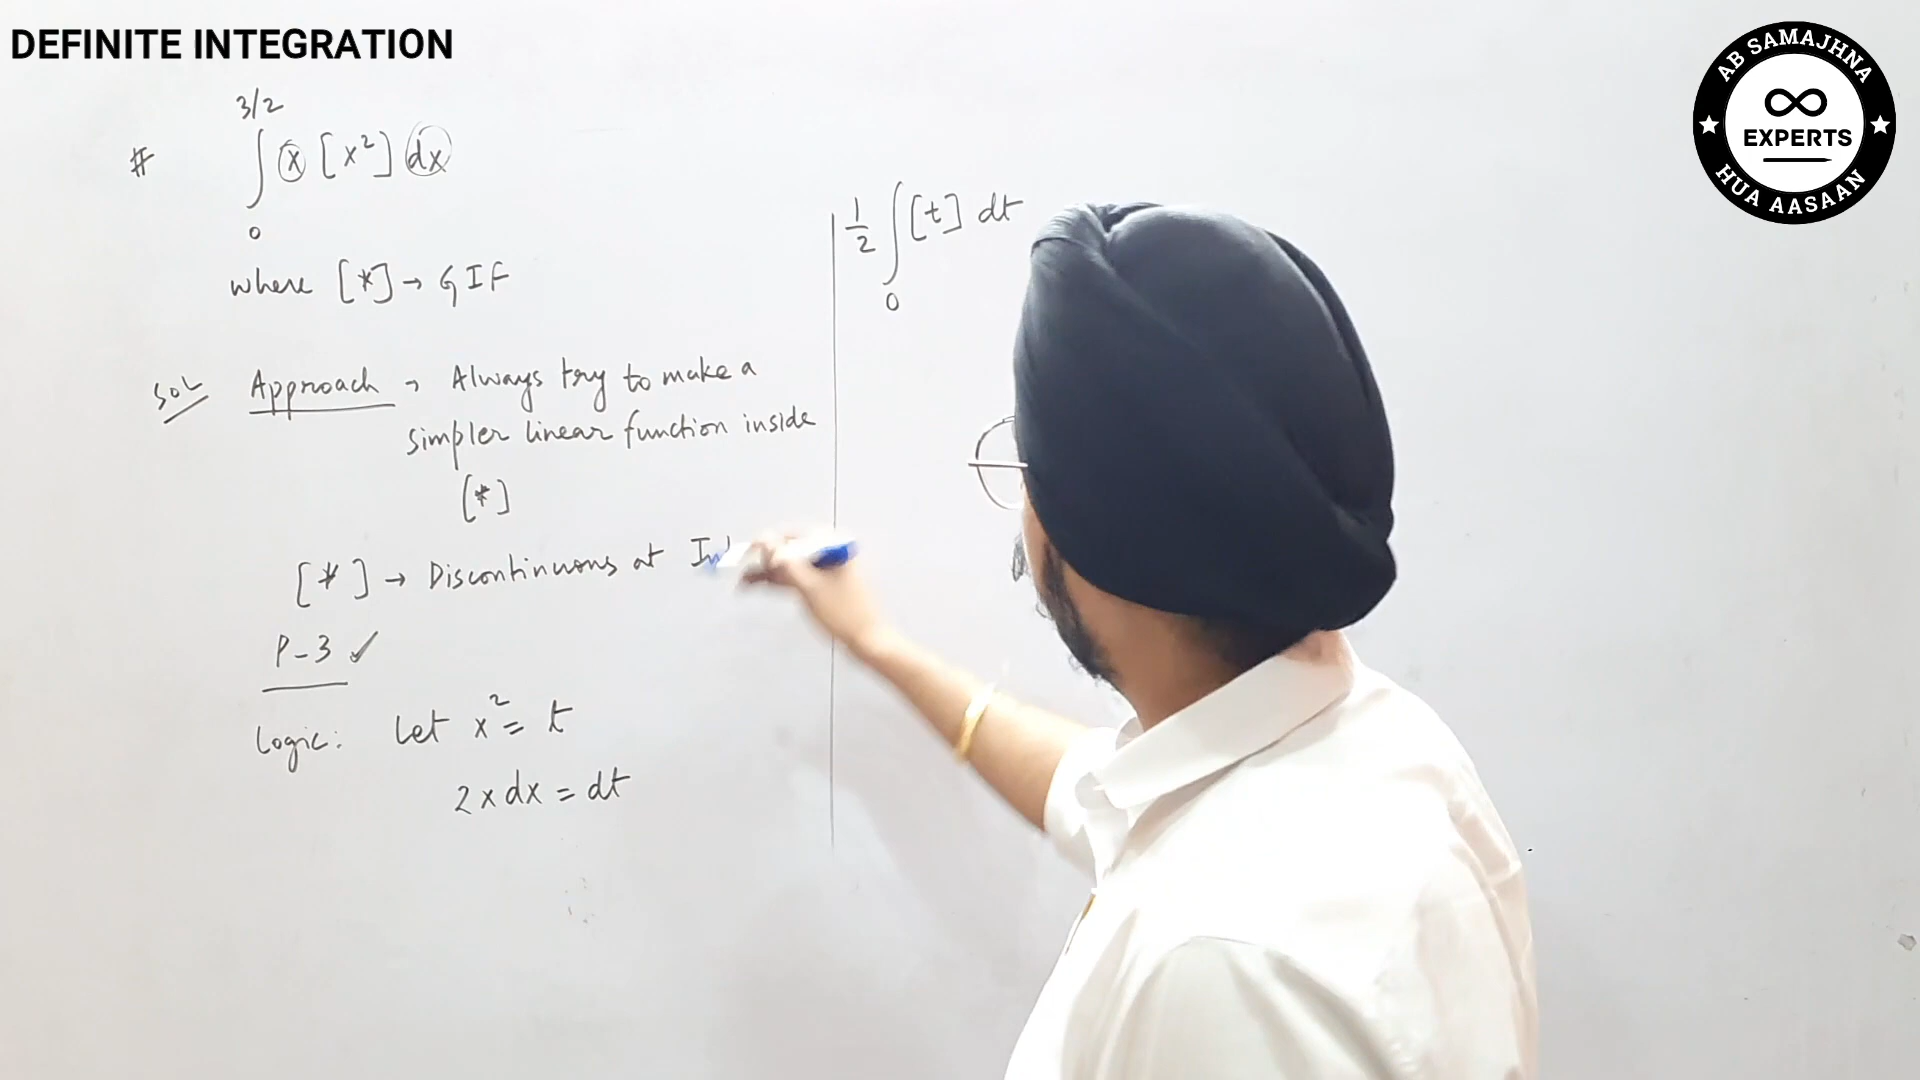 DEFINITE INTEGRATION
# ∫₀^{3/2} x [x²] dx
where [*] → GIF
Sol Approach → Always try to make a
simpler linear function inside
[*]
[*] → Discontinuous at
P-3 ✓
Logic: Let x² = t
2x dx = dt
1/2 ∫₀ [t] dt
AB SAMAJHNA
∞
EXPERTS
HUA AASAAN